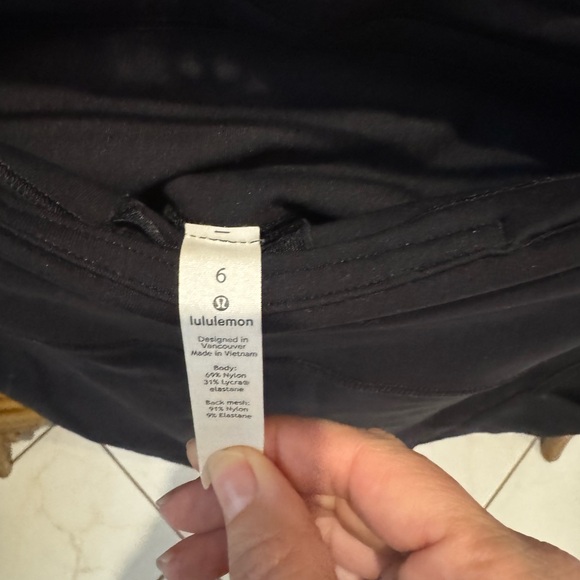 6
lululemon
Designed in
Vancouver
Made in Vietnam
Body:
69% Nylon
31% Lycra®
elastane
Back mesh:
91% Nylon
9% Elastane